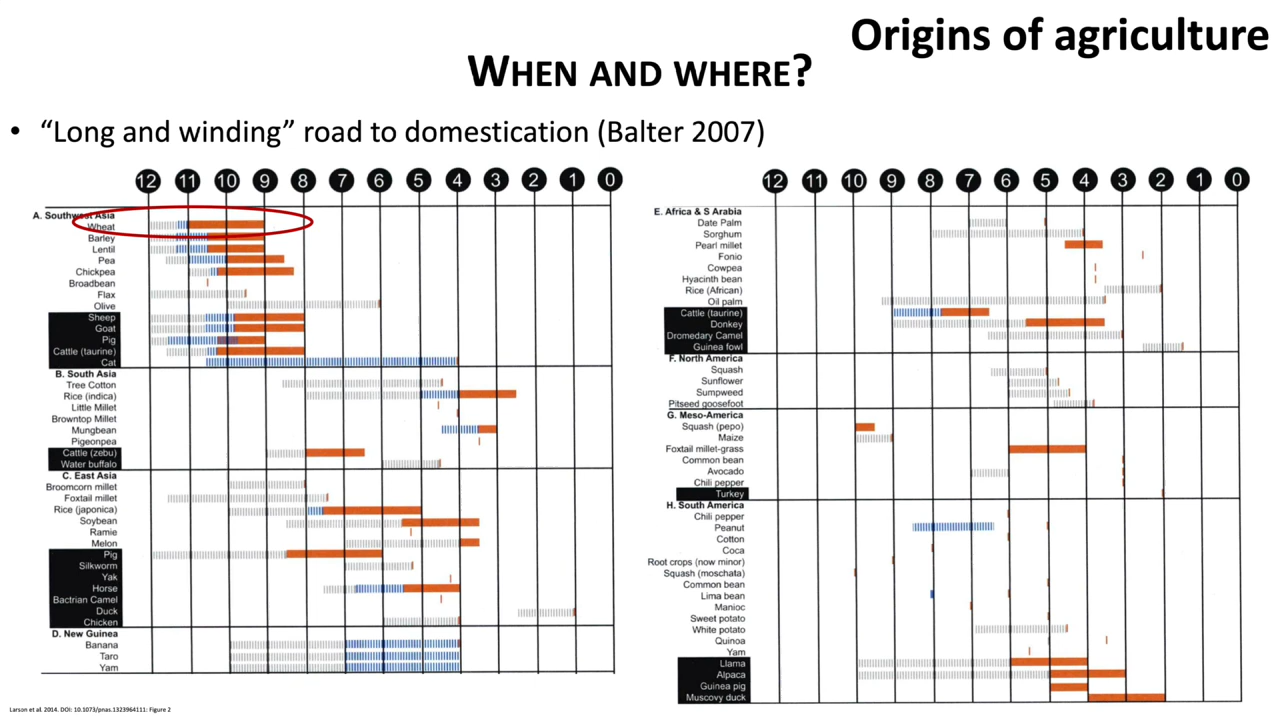 Origins of agriculture
WHEN AND WHERE?
• “Long and winding” road to domestication (Balter 2007)
12 11 10 9 8 7 6 5 4 3 2 1 0
A. Southwest Asia
Wheat
Barley
Lentil
Pea
Chickpea
Broadbean
Flax
Olive
Sheep
Goat
Pig
Cattle (taurine)
Cat
B. South Asia
Tree Cotton
Rice (indica)
Little Millet
Browntop Millet
Mungbean
Pigeonpea
Cattle (zebu)
Water buffalo
C. East Asia
Broomcorn millet
Foxtail millet
Rice (japonica)
Soybean
Ramie
Melon
Pig
Silkworm
Yak
Horse
Bactrian Camel
Duck
Chicken
D. New Guinea
Banana
Taro
Yam
12 11 10 9 8 7 6 5 4 3 2 1 0
E. Africa & S Arabia
Date Palm
Sorghum
Pearl millet
Fonio
Cowpea
Hyacinth bean
Rice (African)
Oil palm
Cattle (taurine)
Donkey
Dromedary Camel
Guinea fowl
F. North America
Squash
Sunflower
Sumpweed
Pitseed goosefoot
G. Meso-America
Squash (pepo)
Maize
Foxtail millet-grass
Common bean
Avocado
Chili pepper
Turkey
H. South America
Chili pepper
Peanut
Cotton
Coca
Root crops (now minor)
Squash (moschata)
Common bean
Lima bean
Manioc
Sweet potato
White potato
Quinoa
Yam
Llama
Alpaca
Guinea pig
Muscovy duck
Larson et al. 2014. DOI: 10.1073/pnas.1323964111: Figure 2